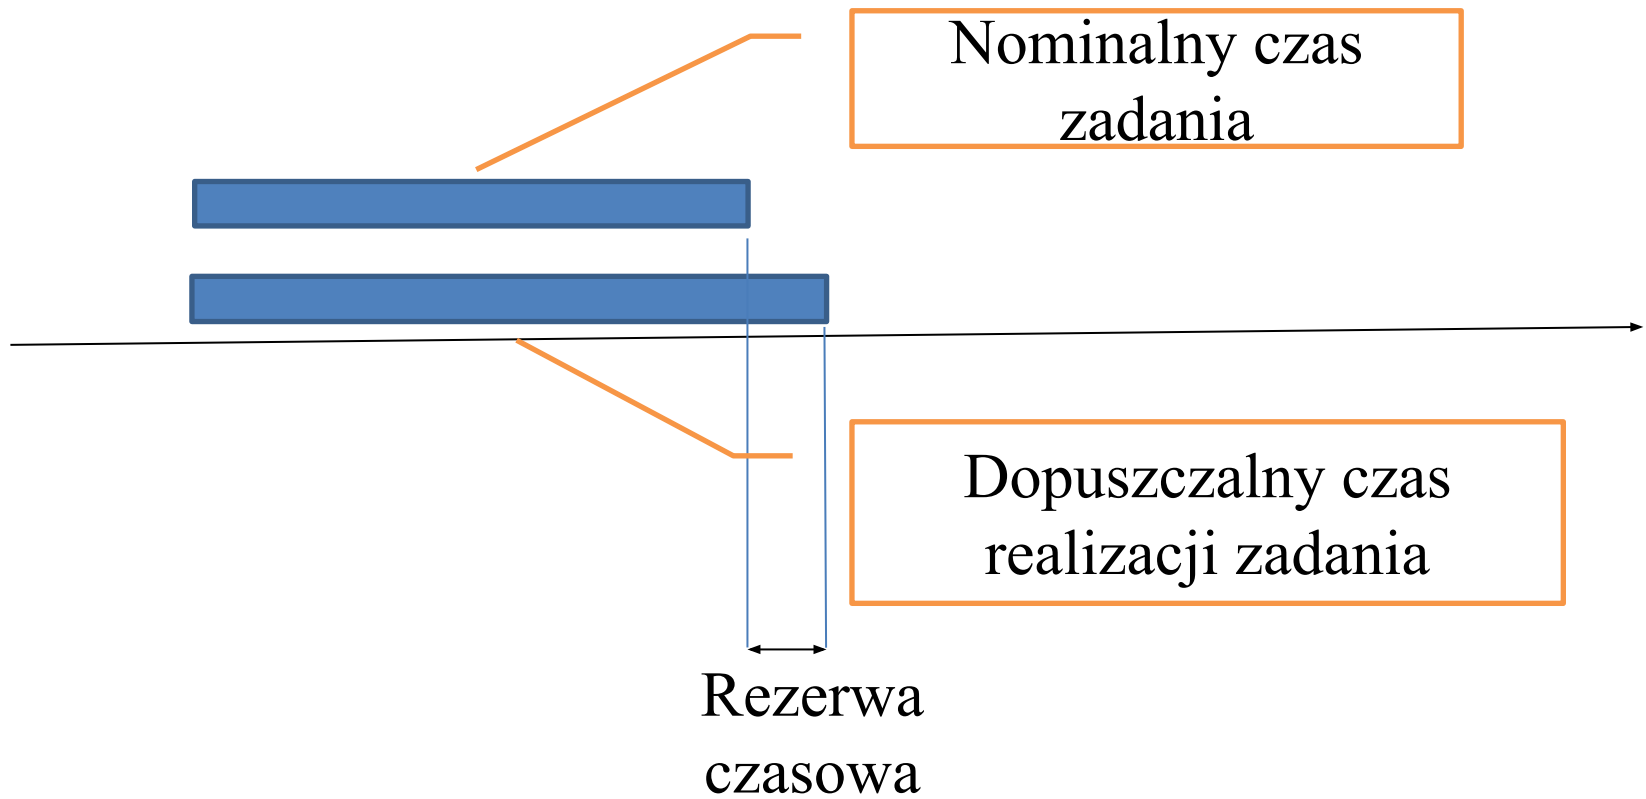 Nominalny czas
zadania
Dopuszczalny czas
realizacji zadania
Rezerwa
czasowa